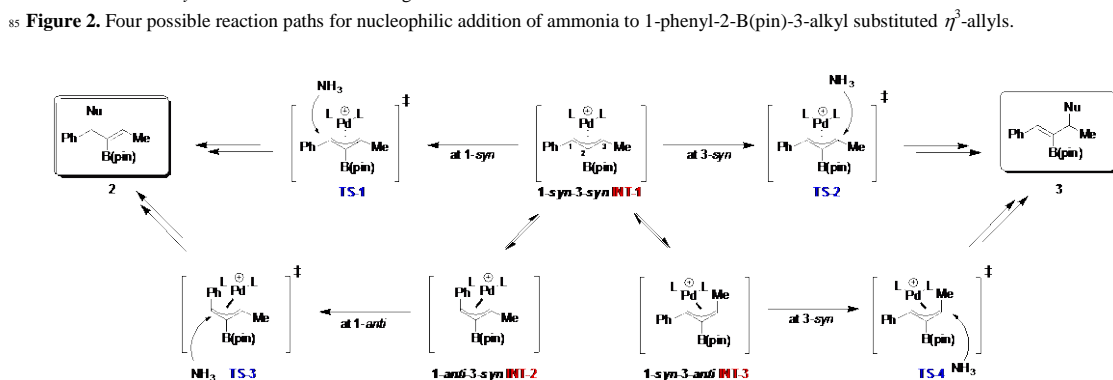 85 Figure 2. Four possible reaction paths for nucleophilic addition of ammonia to 1-phenyl-2-B(pin)-3-alkyl substituted η³-allyls.
Nu
Ph
Me
B(pin)
2
NH₃
‡
L ⊕ L
Pd
Ph
Me
B(pin)
TS-1
at 1-syn
L ⊕ L
Pd
Ph 1 2 3 Me
B(pin)
1-syn-3-syn INT-1
at 3-syn
NH₃
‡
L ⊕ L
Pd
Ph
Me
B(pin)
TS-2
Nu
Ph
Me
B(pin)
3
‡
L ⊕ L
Ph Pd
Me
B(pin)
NH₃ TS-3
at 1-anti
L ⊕ L
Ph Pd
Me
B(pin)
1-anti-3-syn INT-2
L ⊕ L Me
Pd
Ph
B(pin)
1-syn-3-anti INT-3
at 3-syn
‡
L ⊕ L Me
Pd
Ph
B(pin)
TS-4 NH₃